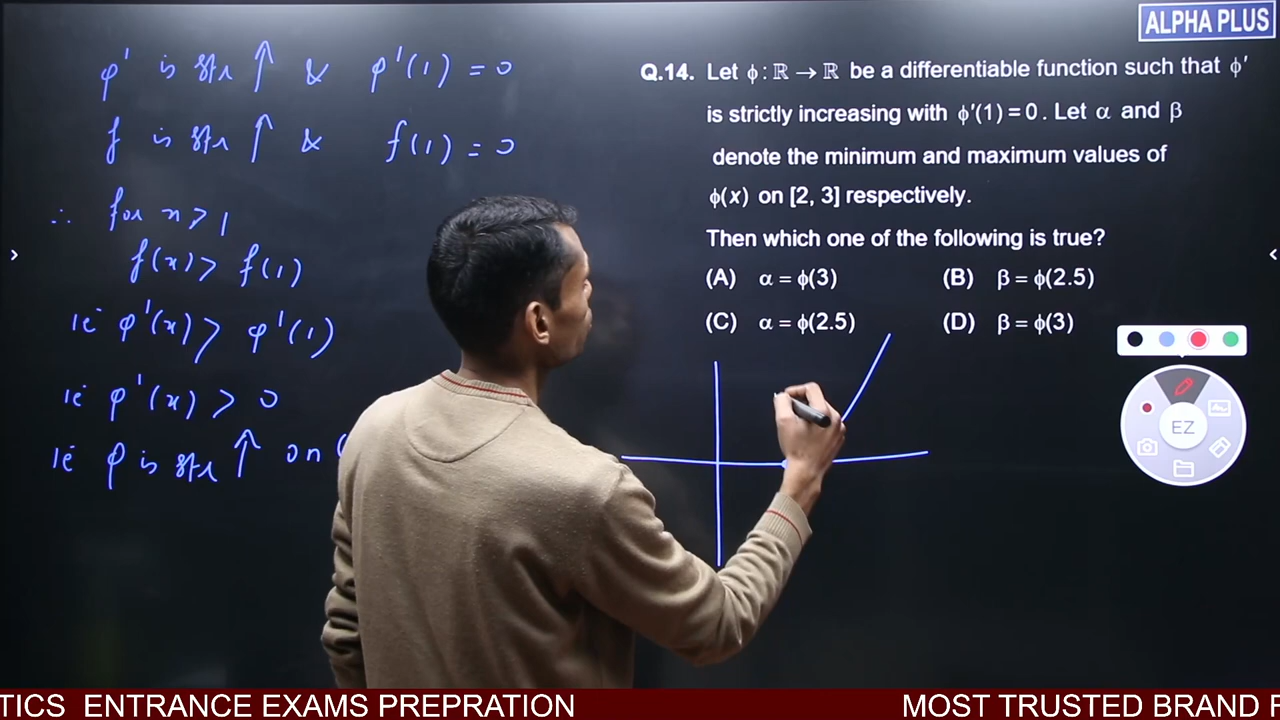 ALPHA PLUS
φ' is str ↑ & φ'(1) = 0
f is str ↑ & f(1) = 0
∴ for x > 1
f(x) > f(1)
ie φ'(x) > φ'(1)
ie φ'(x) > 0
ie φ is str ↑ on (
Q.14. Let ϕ : ℝ → ℝ be a differentiable function such that ϕ′
is strictly increasing with ϕ′(1) = 0. Let α and β
denote the minimum and maximum values of
ϕ(x) on [2, 3] respectively.
Then which one of the following is true?
(A) α = ϕ(3) (B) β = ϕ(2.5)
(C) α = ϕ(2.5) (D) β = ϕ(3)
EZ
TICS ENTRANCE EXAMS PREPRATION MOST TRUSTED BRAND F